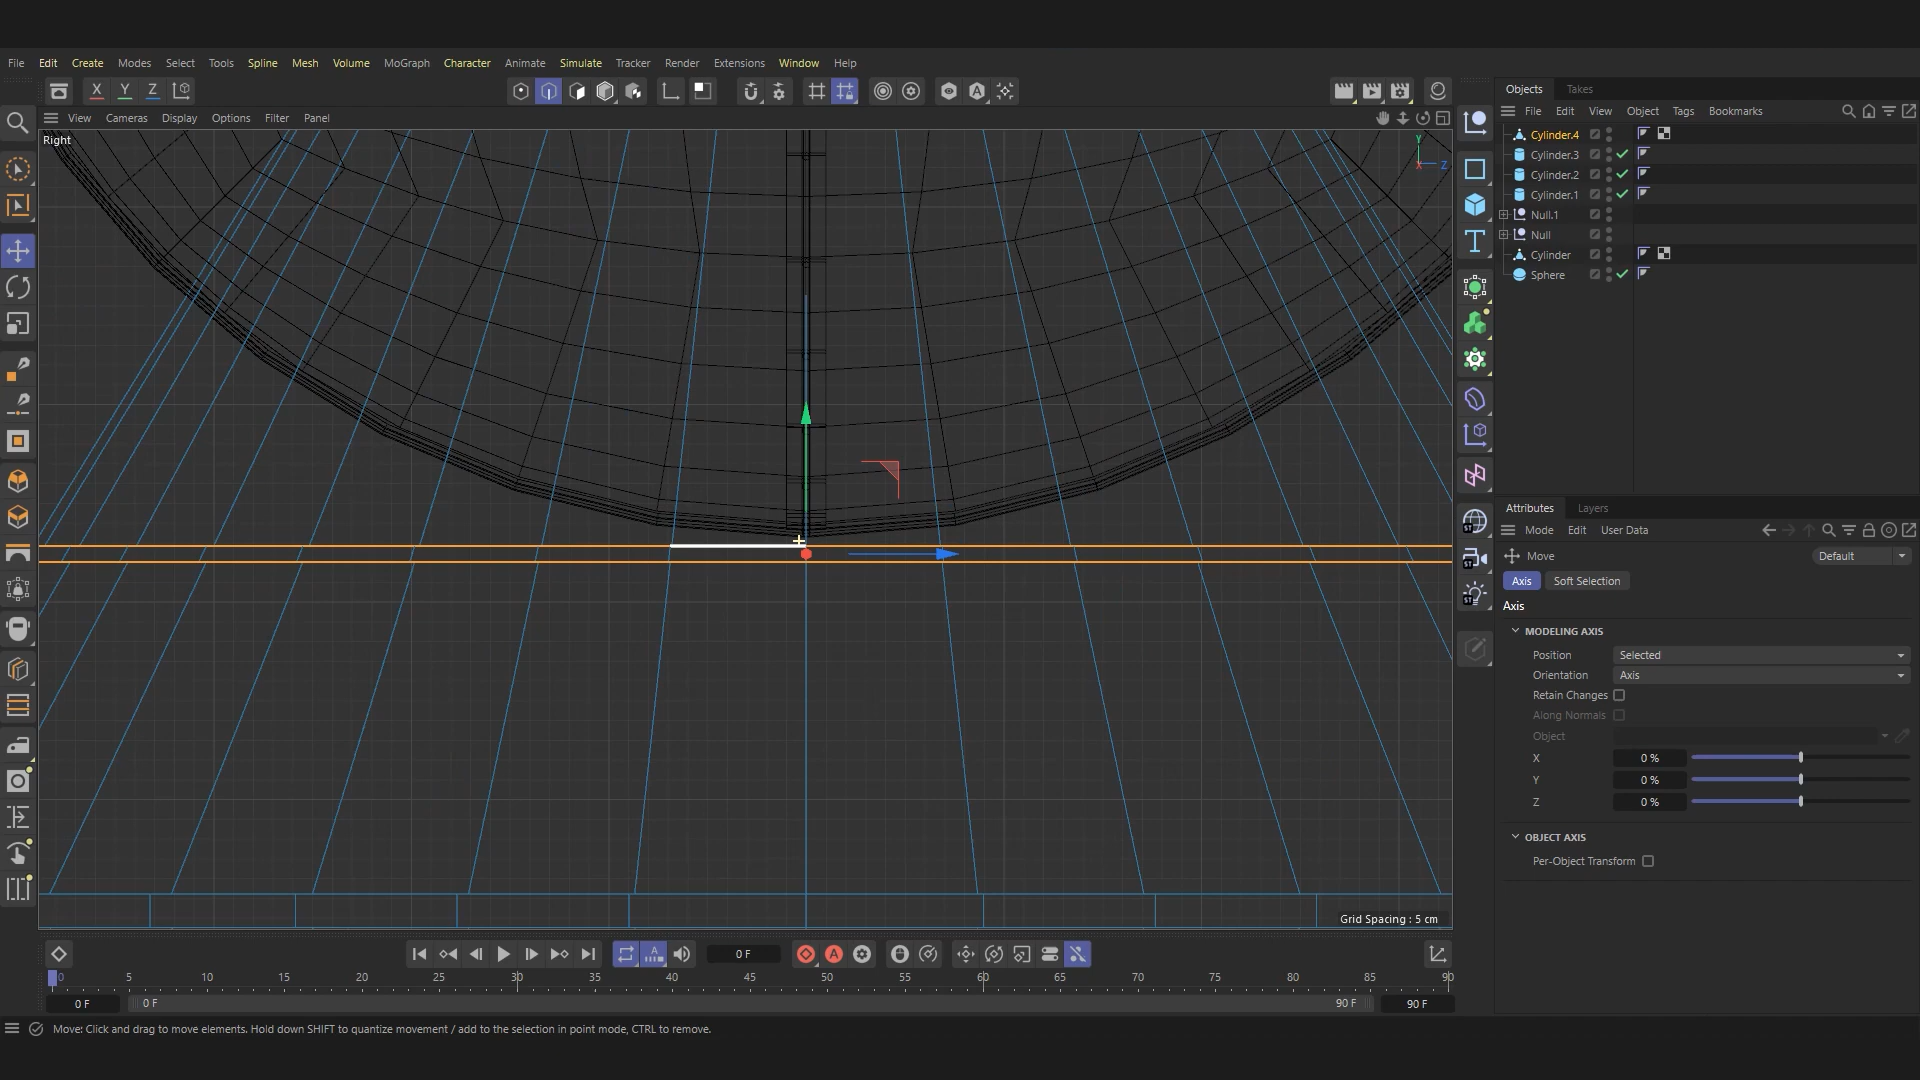 File Edit Create Modes Select Tools Spline Mesh Volume MoGraph Character Animate Simulate Tracker Render Extensions Window Help
X Y Z
View Cameras Display Options Filter Panel
Right
Y
X
Z
Grid Spacing : 5 cm
Objects Takes
File Edit View Object Tags Bookmarks
Cylinder.4
Cylinder.3
Cylinder.2
Cylinder.1
Null.1
Null
Cylinder
Sphere
ST
ST
ST
Attributes Layers
Mode Edit User Data
Move Default
Axis Soft Selection
Axis
MODELING AXIS
Position Selected
Orientation Axis
Retain Changes
Along Normals
Object
X 0 %
Y 0 %
Z 0 %
OBJECT AXIS
Per-Object Transform
0 F
0 5 10 15 20 25 30 35 40 45 50 55 60 65 70 75 80 85 90
0 F 0 F 90 F 90 F
Move: Click and drag to move elements. Hold down SHIFT to quantize movement / add to the selection in point mode, CTRL to remove.